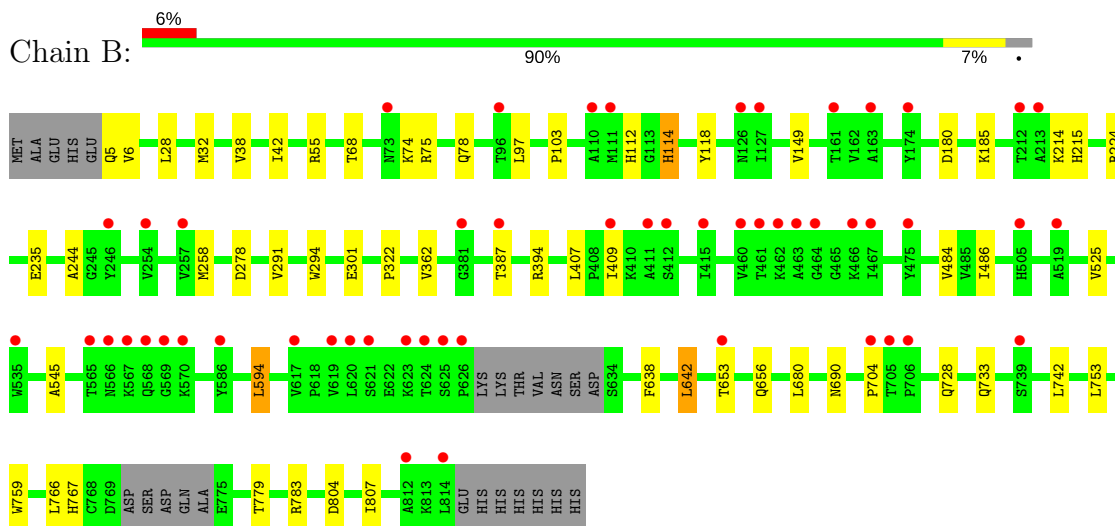 6%
Chain B:
90% 7% •
MET ALA GLU HIS GLU Q5 V6 L28 M32 V38 I42 R55 T68 N73 K74 R75 Q78 T96 L97 P103 A110 M111 H112 G113 H114 Y118 N126 I127 V149 T161 V162 A163 Y174 D180 K185 T212 A213 K214 H215
E235 A244 G245 Y246 V254 V257 M258 D278 V291 W294 E301 P322 V362 G381 T387 R394 L407 P408 I409 K410 A411 S412 I415 V460 T461 K462 A463 G464 G465 K466 I467 Y475 V484 V485 I486 H505 A519 V525
W535 A545 T565 N566 K567 Q568 G569 K570 Y586 L594 V617 P618 V619 L620 S621 E622 K623 T624 S625 P626 LYS LYS THR VAL ASN SER ASP S634 F638 L642 T653 Q656 L680 N690 P704 T705 P706 Q728 Q733 S739 L742 L753
W759 L766 H767 C768 D769 ASP SER ASP GLN ALA E775 T779 R783 D804 I807 A812 K813 L814 GLU HIS HIS HIS HIS HIS HIS